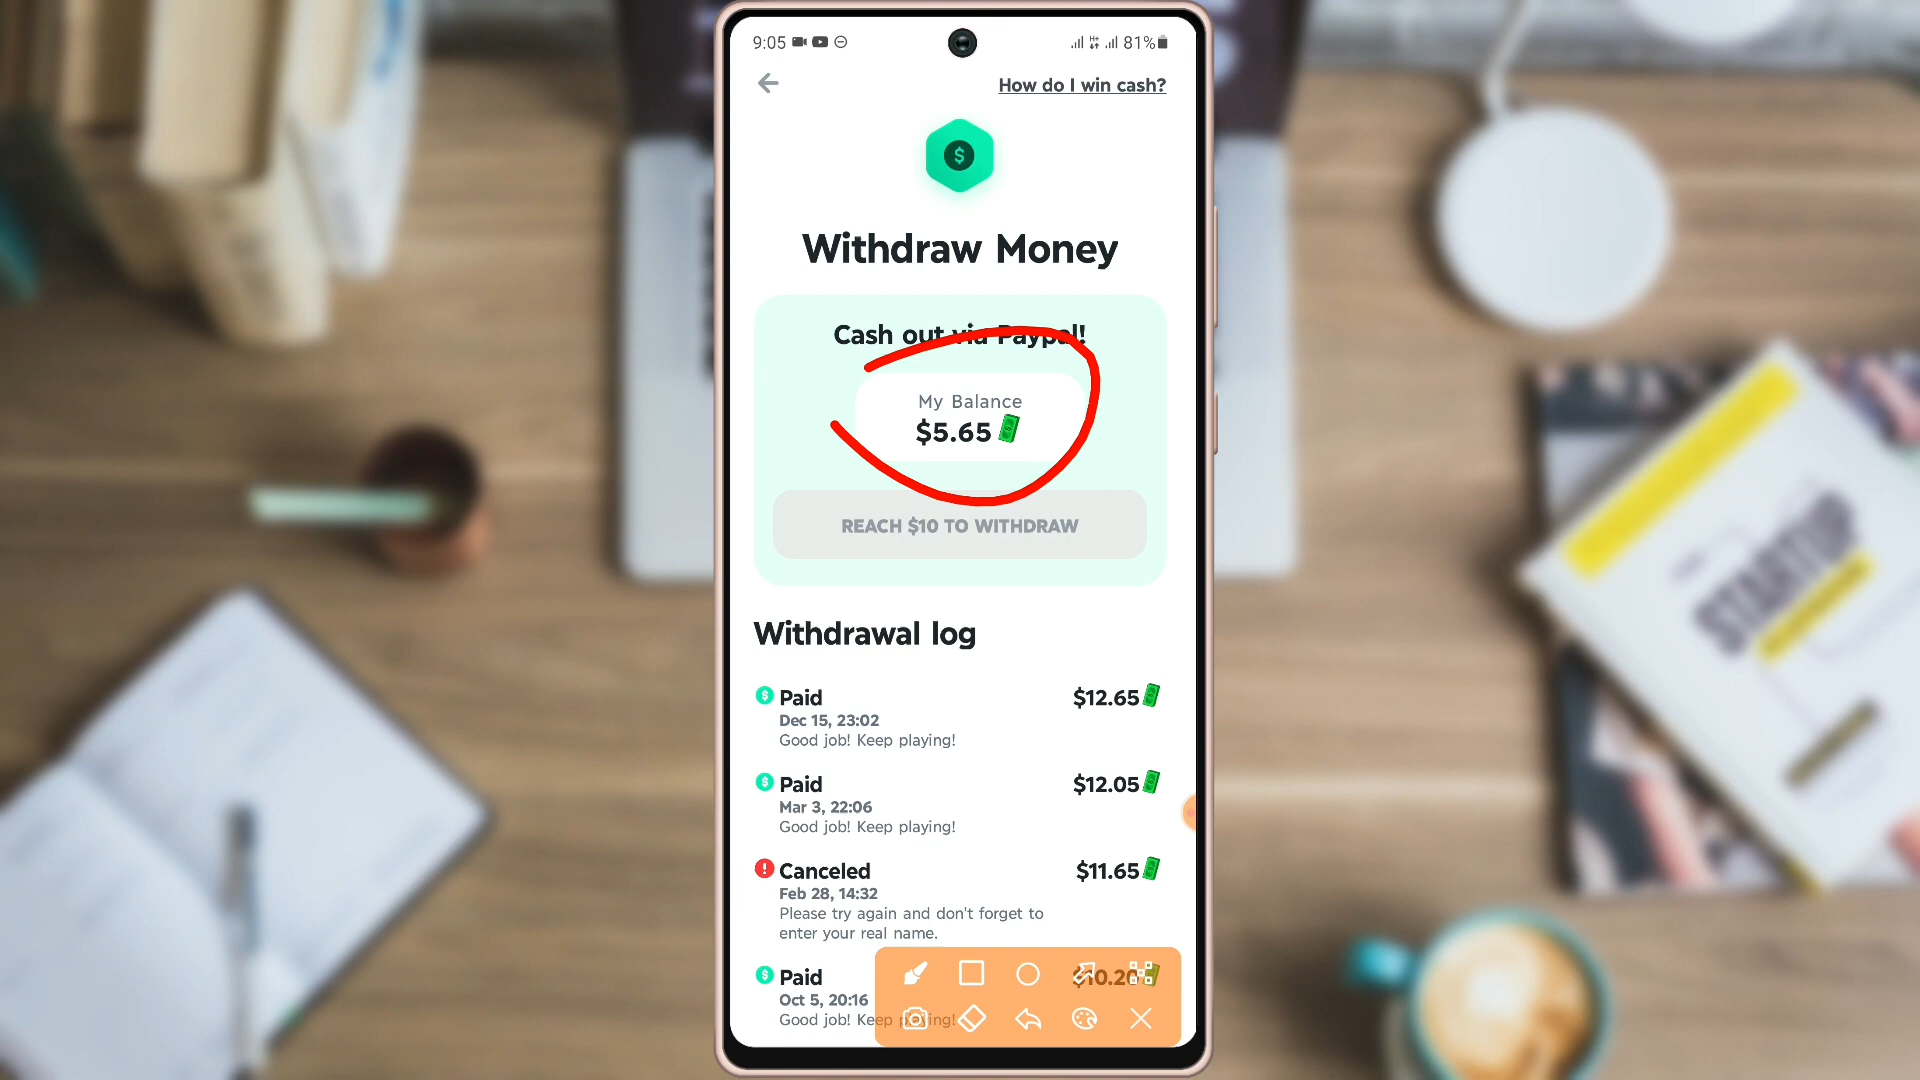 9:05
81%
How do I win cash?
$
Withdraw Money
Cash out via Paypal!
My Balance
$5.65
REACH $10 TO WITHDRAW
Withdrawal log
Paid
$12.65
Dec 15, 23:02
Good job! Keep playing!
Paid
$12.05
Mar 3, 22:06
Good job! Keep playing!
Canceled
$11.65
Feb 28, 14:32
Please try again and don't forget to
enter your real name.
Paid
$10.20
Oct 5, 20:16
Good job! Keep playing!
STARTUP